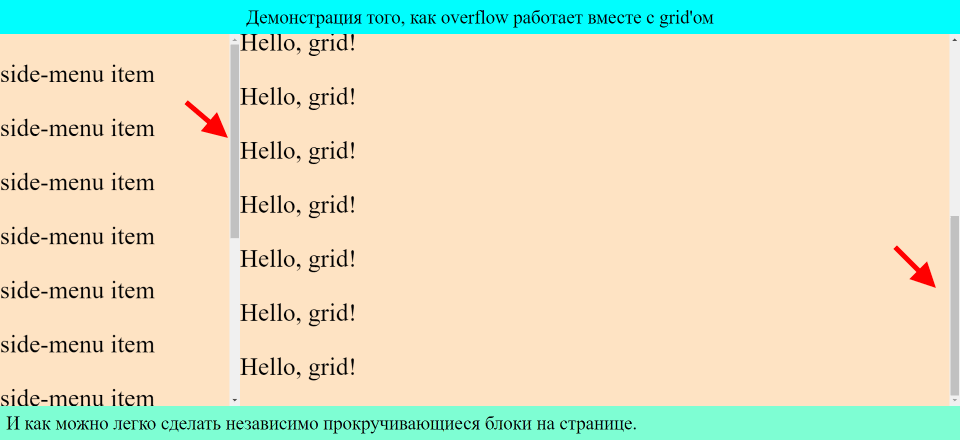 Демонстрация того, как overflow работает вместе с grid'ом
side-menu item
side-menu item
side-menu item
side-menu item
side-menu item
side-menu item
side-menu item
Hello, grid!
Hello, grid!
Hello, grid!
Hello, grid!
Hello, grid!
Hello, grid!
Hello, grid!
И как можно легко сделать независимо прокручивающиеся блоки на странице.